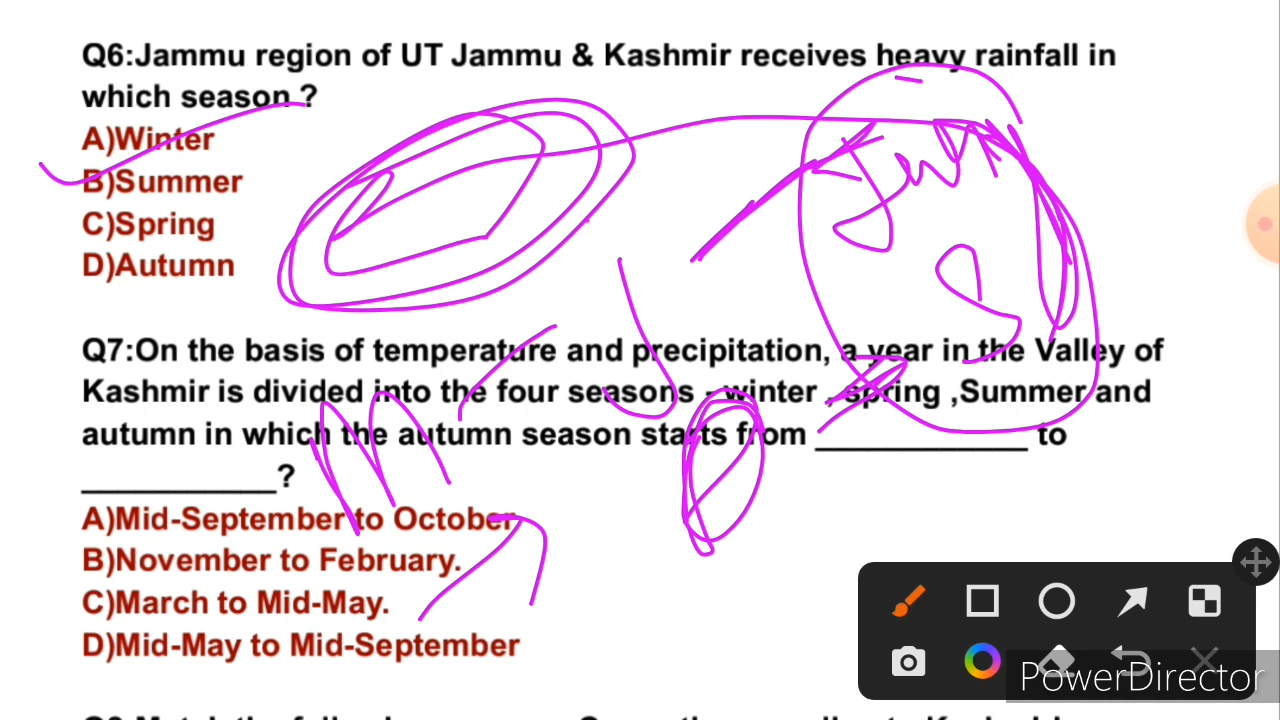 Q6:Jammu region of UT Jammu & Kashmir receives heavy rainfall in
which season ?
A)Winter
B)Summer
C)Spring
D)Autumn
Q7:On the basis of temperature and precipitation, a year in the Valley of
Kashmir is divided into the four seasons - winter , spring ,Summer and
autumn in which the autumn season starts from _____________ to
____________?
A)Mid-September to October.
B)November to February.
C)March to Mid-May.
D)Mid-May to Mid-September
PowerDirector